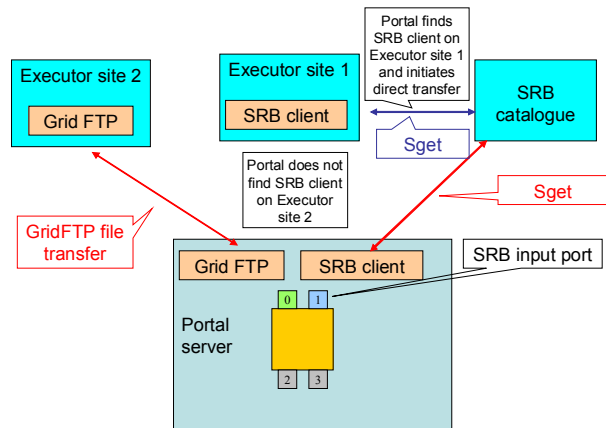 Executor site 2
Grid FTP
Executor site 1
SRB client
Portal finds
SRB client on
Executor site 1
and initiates
direct transfer
SRB
catalogue
Sget
Portal does not
find SRB client
on Executor
site 2
Sget
GridFTP file
transfer
Grid FTP
SRB client
SRB input port
0
1
Portal
server
2
3